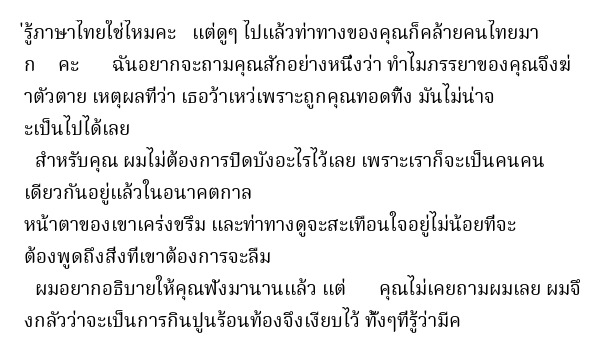 ่รู้ภาษาไทยใช่ไหมคะ แต่ดูๆ ไปแล้วท่าทางของคุณก็คล้ายคนไทยมา
ก คะ ฉันอยากจะถามคุณสักอย่างหนึ่งว่า ทำไมภรรยาของคุณจึงฆ่
าตัวตาย เหตุผลที่ว่า เธอว้าเหว่เพราะถูกคุณทอดทิ้ง มันไม่น่าจ
ะเป็นไปได้เลย
สำหรับคุณ ผมไม่ต้องการปิดบังอะไรไว้เลย เพราะเราก็จะเป็นคนคน
เดียวกันอยู่แล้วในอนาคตกาล
หน้าตาของเขาเคร่งขรึม และท่าทางดูจะสะเทือนใจอยู่ไม่น้อยที่จะ
ต้องพูดถึงสิ่งที่เขาต้องการจะลืม
ผมอยากอธิบายให้คุณฟังมานานแล้ว แต่ คุณไม่เคยถามผมเลย ผมจึ
งกลัวว่าจะเป็นการกินปูนร้อนท้องจึงเงียบไว้ ทั้งๆที่รู้ว่ามีค